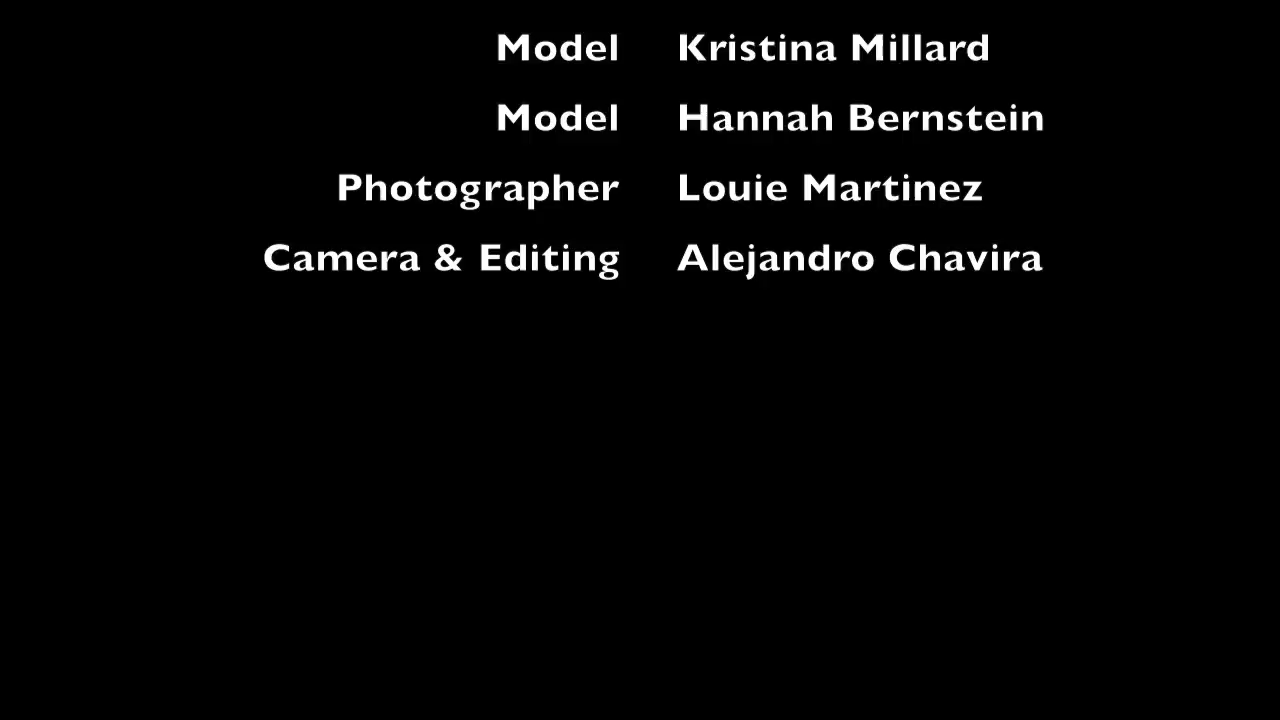 Model Kristina Millard
Model Hannah Bernstein
Photographer Louie Martinez
Camera & Editing Alejandro Chavira